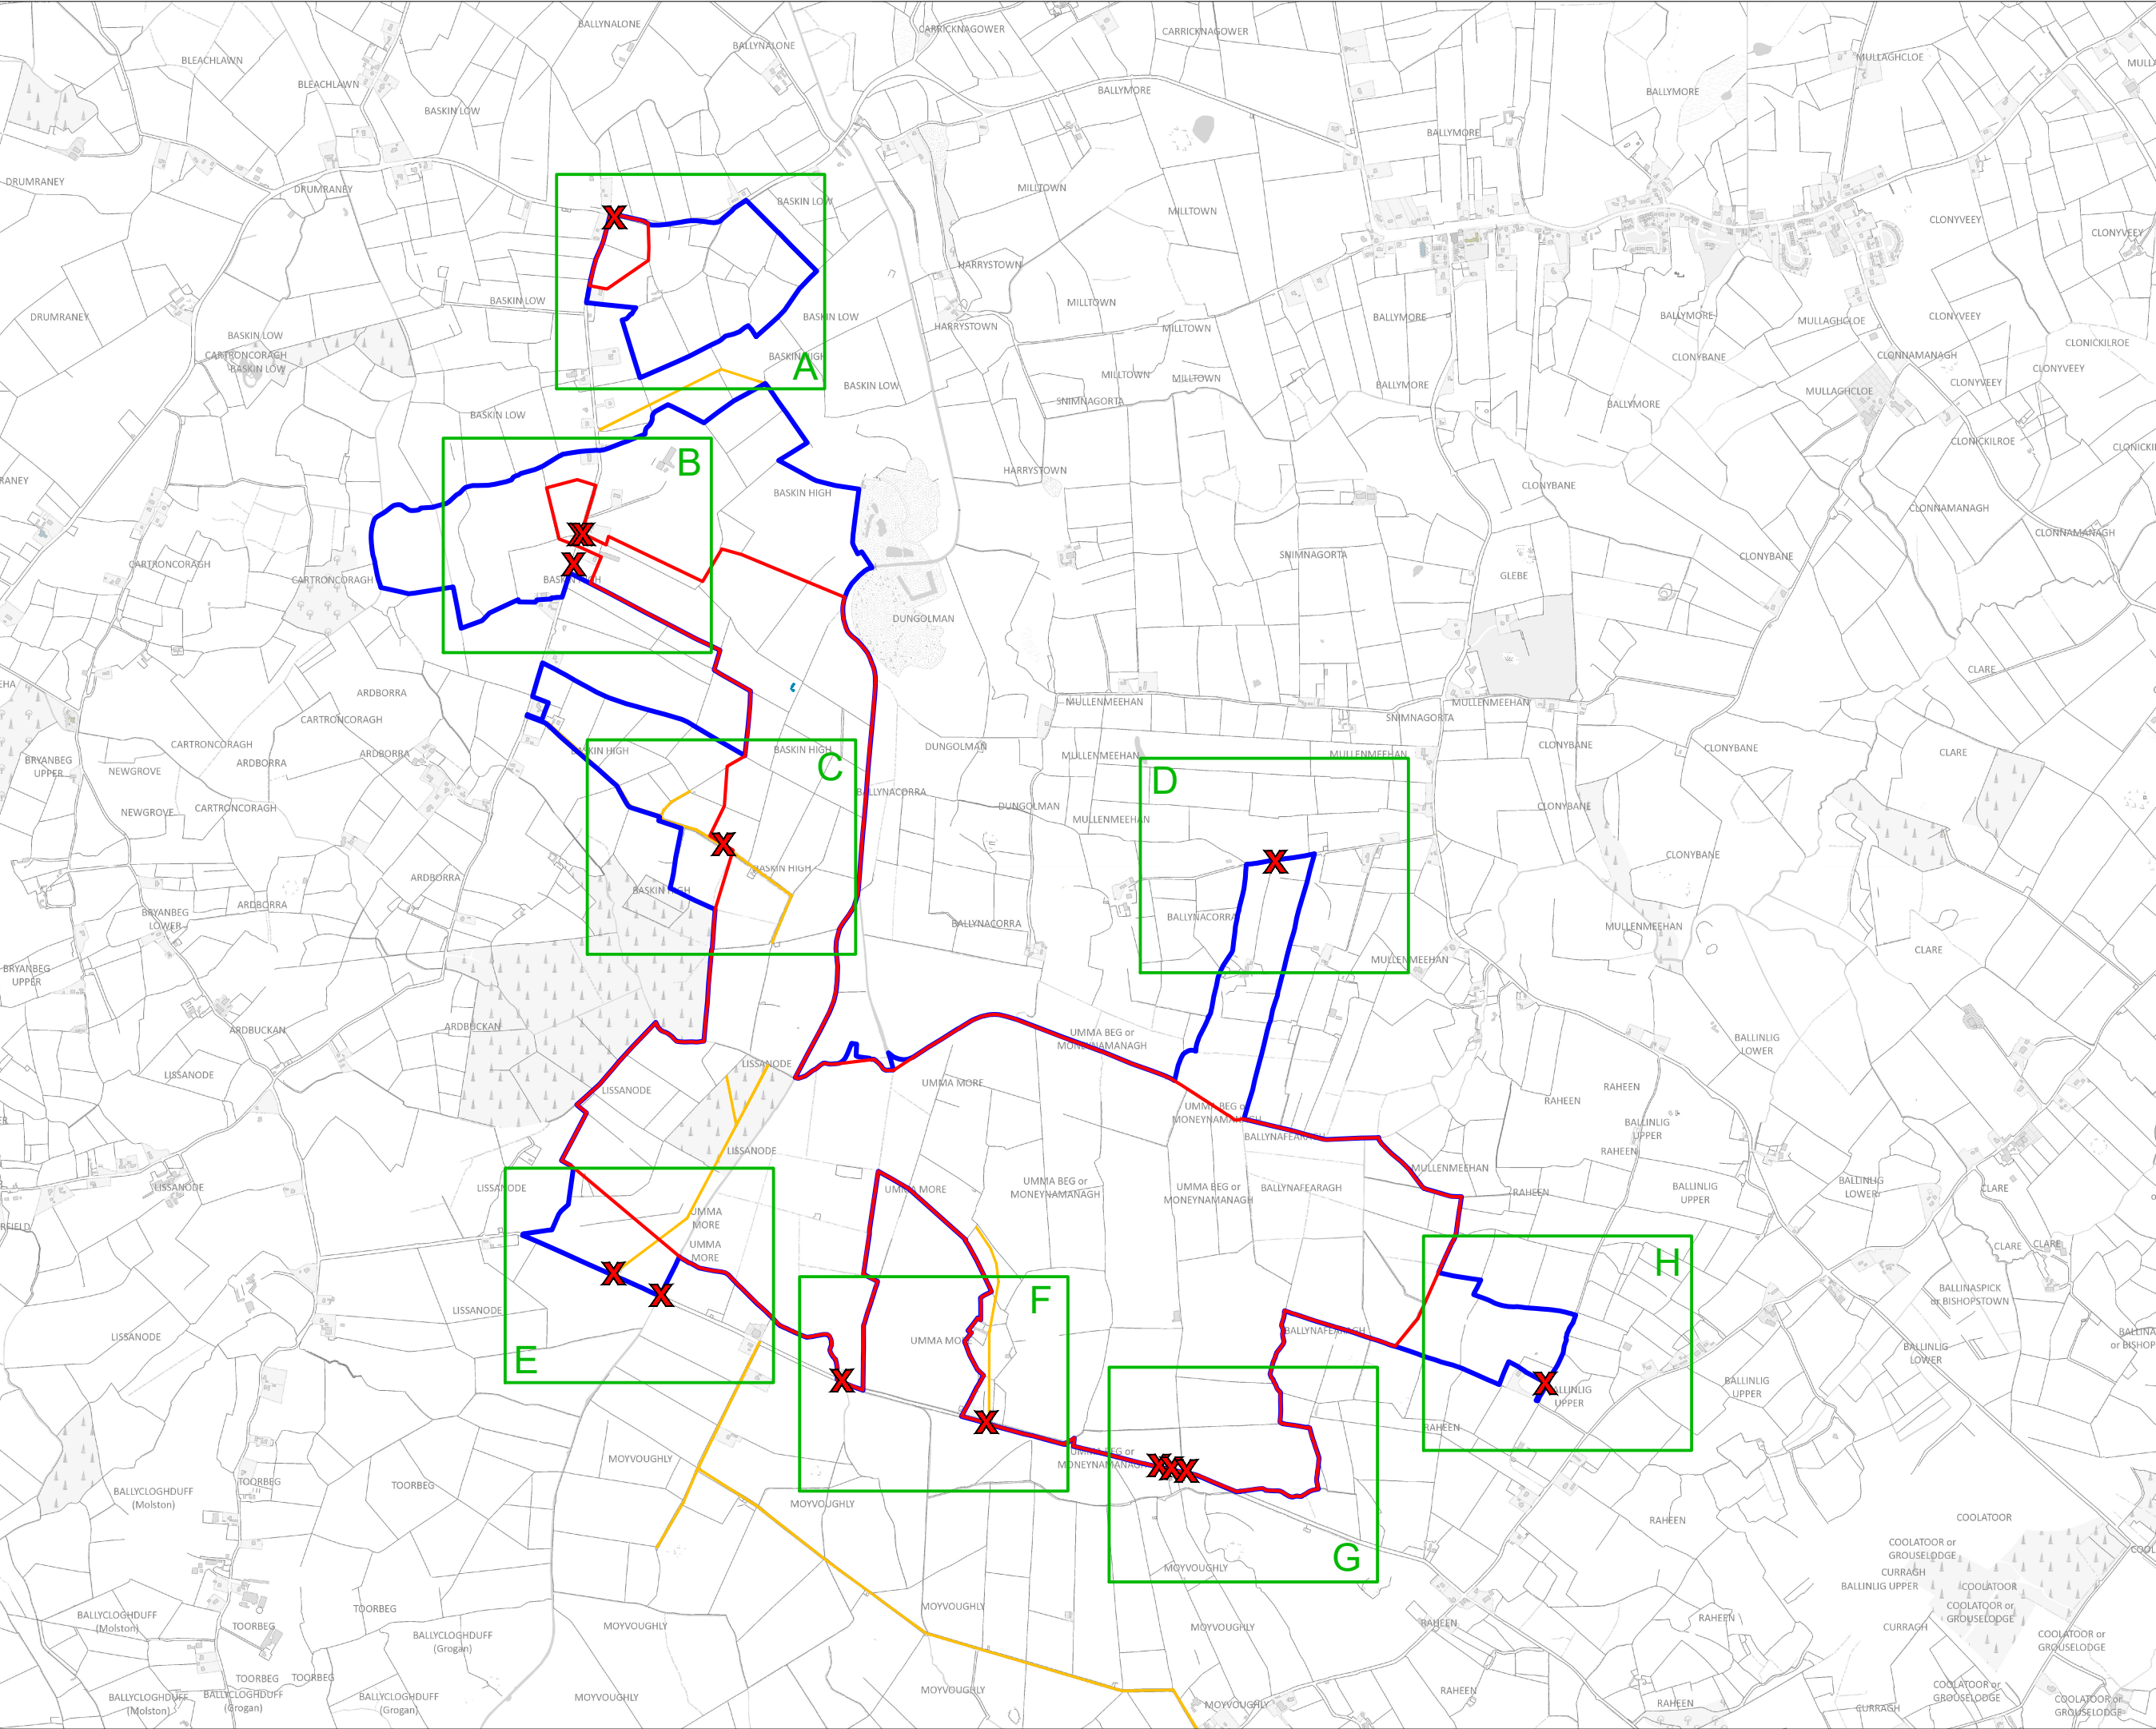 BALLYNALONE
CARRICKNAGOWER
CARRICKNAGOWER
BALLYNALONE
BLEACHLAWN
MULLAGHCLOE
BLEACHLAWN
BALLYMORE
BALLYMORE
BASKIN LOW
BALLYMORE
DRUMRANEY
DRUMRANEY
MILLTOWN
BASKIN LOW
MILLTOWN
CLONYVEEY
CLONYVEEY
HARRYSTOWN
BASKIN LOW
MILLTOWN
DRUMRANEY
BASKIN LOW
BALLYMORE
BALLYMORE
CLONYVEEY
MULLAGHCLOE
HARRYSTOWN
MILLTOWN
BASKIN LOW
CARTRONCORAGH
BASKIN LOW
BASKIN HIGH
A
CLONYBANE
CLONNAMANAGH
CLONICKILROE
CLONYVEEY
MILLTOWN
MILLTOWN
BASKIN LOW
BALLYMORE
CLONYVEEY
MULLAGHCLOE
SNIMNAGORTA
BALLYMORE
BASKIN LOW
CLONICKILROE
B
HARRYSTOWN
CLONYBANE
BASKIN HIGH
CLONNAMANAGH
CLONNAMANAGH
SNIMNAGORTA
CLONYBANE
CARTRONCORAGH
CARTRONCORAGH
GLEBE
DUNGOLMAN
CLARE
ARDBORRA
MULLENMEEHAN
MULLENMEEHAN
CARTRONCORAGH
SNIMNAGORTA
CARTRONCORAGH
DUNGOLMAN
CLONYBANE
CLONYBANE
BASKIN HIGH
BASKIN HIGH
ARDBORRA
MULLENMEEHAN
MULLENMEEHAN
CLARE
BRYANBEG
UPPER
NEWGROVE
ARDBORRA
C
D
BALLYNACORRA
DUNGOLMAN
CLONYBANE
NEWGROVE
CARTRONCORAGH
MULLENMEEHAN
CLONYBANE
BASKIN HIGH
ARDBORRA
ARDBORRA
BRYANBEG
LOWER
BALLYNACORRA
BALLYNACORRA
MULLENMEEHAN
CLARE
MULLENMEEHAN
BRYANBEG
UPPER
ARDBUCKAN
ARDBUCKAN
UMMA BEG or
MONEYNAMANAGH
BALLINLIG
LOWER
LISSANODE
LISSANODE
LISSANODE
UMMA MORE
RAHEEN
RAHEEN
BALLYNAFEARAGH
BALLINLIG
UPPER
RAHEEN
LISSANODE
MULLENMEEHAN
LISSANODE
LISSANODE
UMMA MORE
UMMA BEG or
MONEYNAMANAGH
UMMA BEG or
MONEYNAMANAGH
BALLYNAFEARAGH
RAHEEN
BALLINLIG
UPPER
BALLINLIG
LOWER
CLARE
UMMA
MORE
UMMA
MORE
CLARE
CLARE
H
BALLINASPICK
or BISHOPSTOWN
F
LISSANODE
LISSANODE
BALLYNAFEARAGH
BALLINLIG
LOWER
E
BALLINLIG
UPPER
UPPER
RAHEEN
MOYVOUGHLY
TOORBEG
TOORBEG
BALLYCLOGHDUFF
(Molston)
MOYVOUGHLY
RAHEEN
COOLATOOR
G
MOYVOUGHLY
COOLATOOR or
GROUSELODGE
CURRAGH
BALLINLIG UPPER
COOLATOOR
COOLATOOR or
GROUSELODGE
MOYVOUGHLY
TOORBEG
BALLYCLOGHDUFF
(Molston)
TOORBEG
MOYVOUGHLY
MOYVOUGHLY
RAHEEN
RAHEEN
CURRAGH
BALLYCLOGHDUFF
(Grogan)
COOLATOOR or
GROUSELODGE
TOORBEG
TOORBEG
MOYVOUGHLY
MOYVOUGHLY
MOYVOUGHLY
RAHEEN
RAHEEN
COOLATOOR or
GROUSELODGE
BALLYCLOGHDUFF
(Molston)
BALLYCLOGHDUFF
(Grogan)
BALLYCLOGHDUFF
(Grogan)
CURRAGH
COOLATOOR or
GROUSELODGE